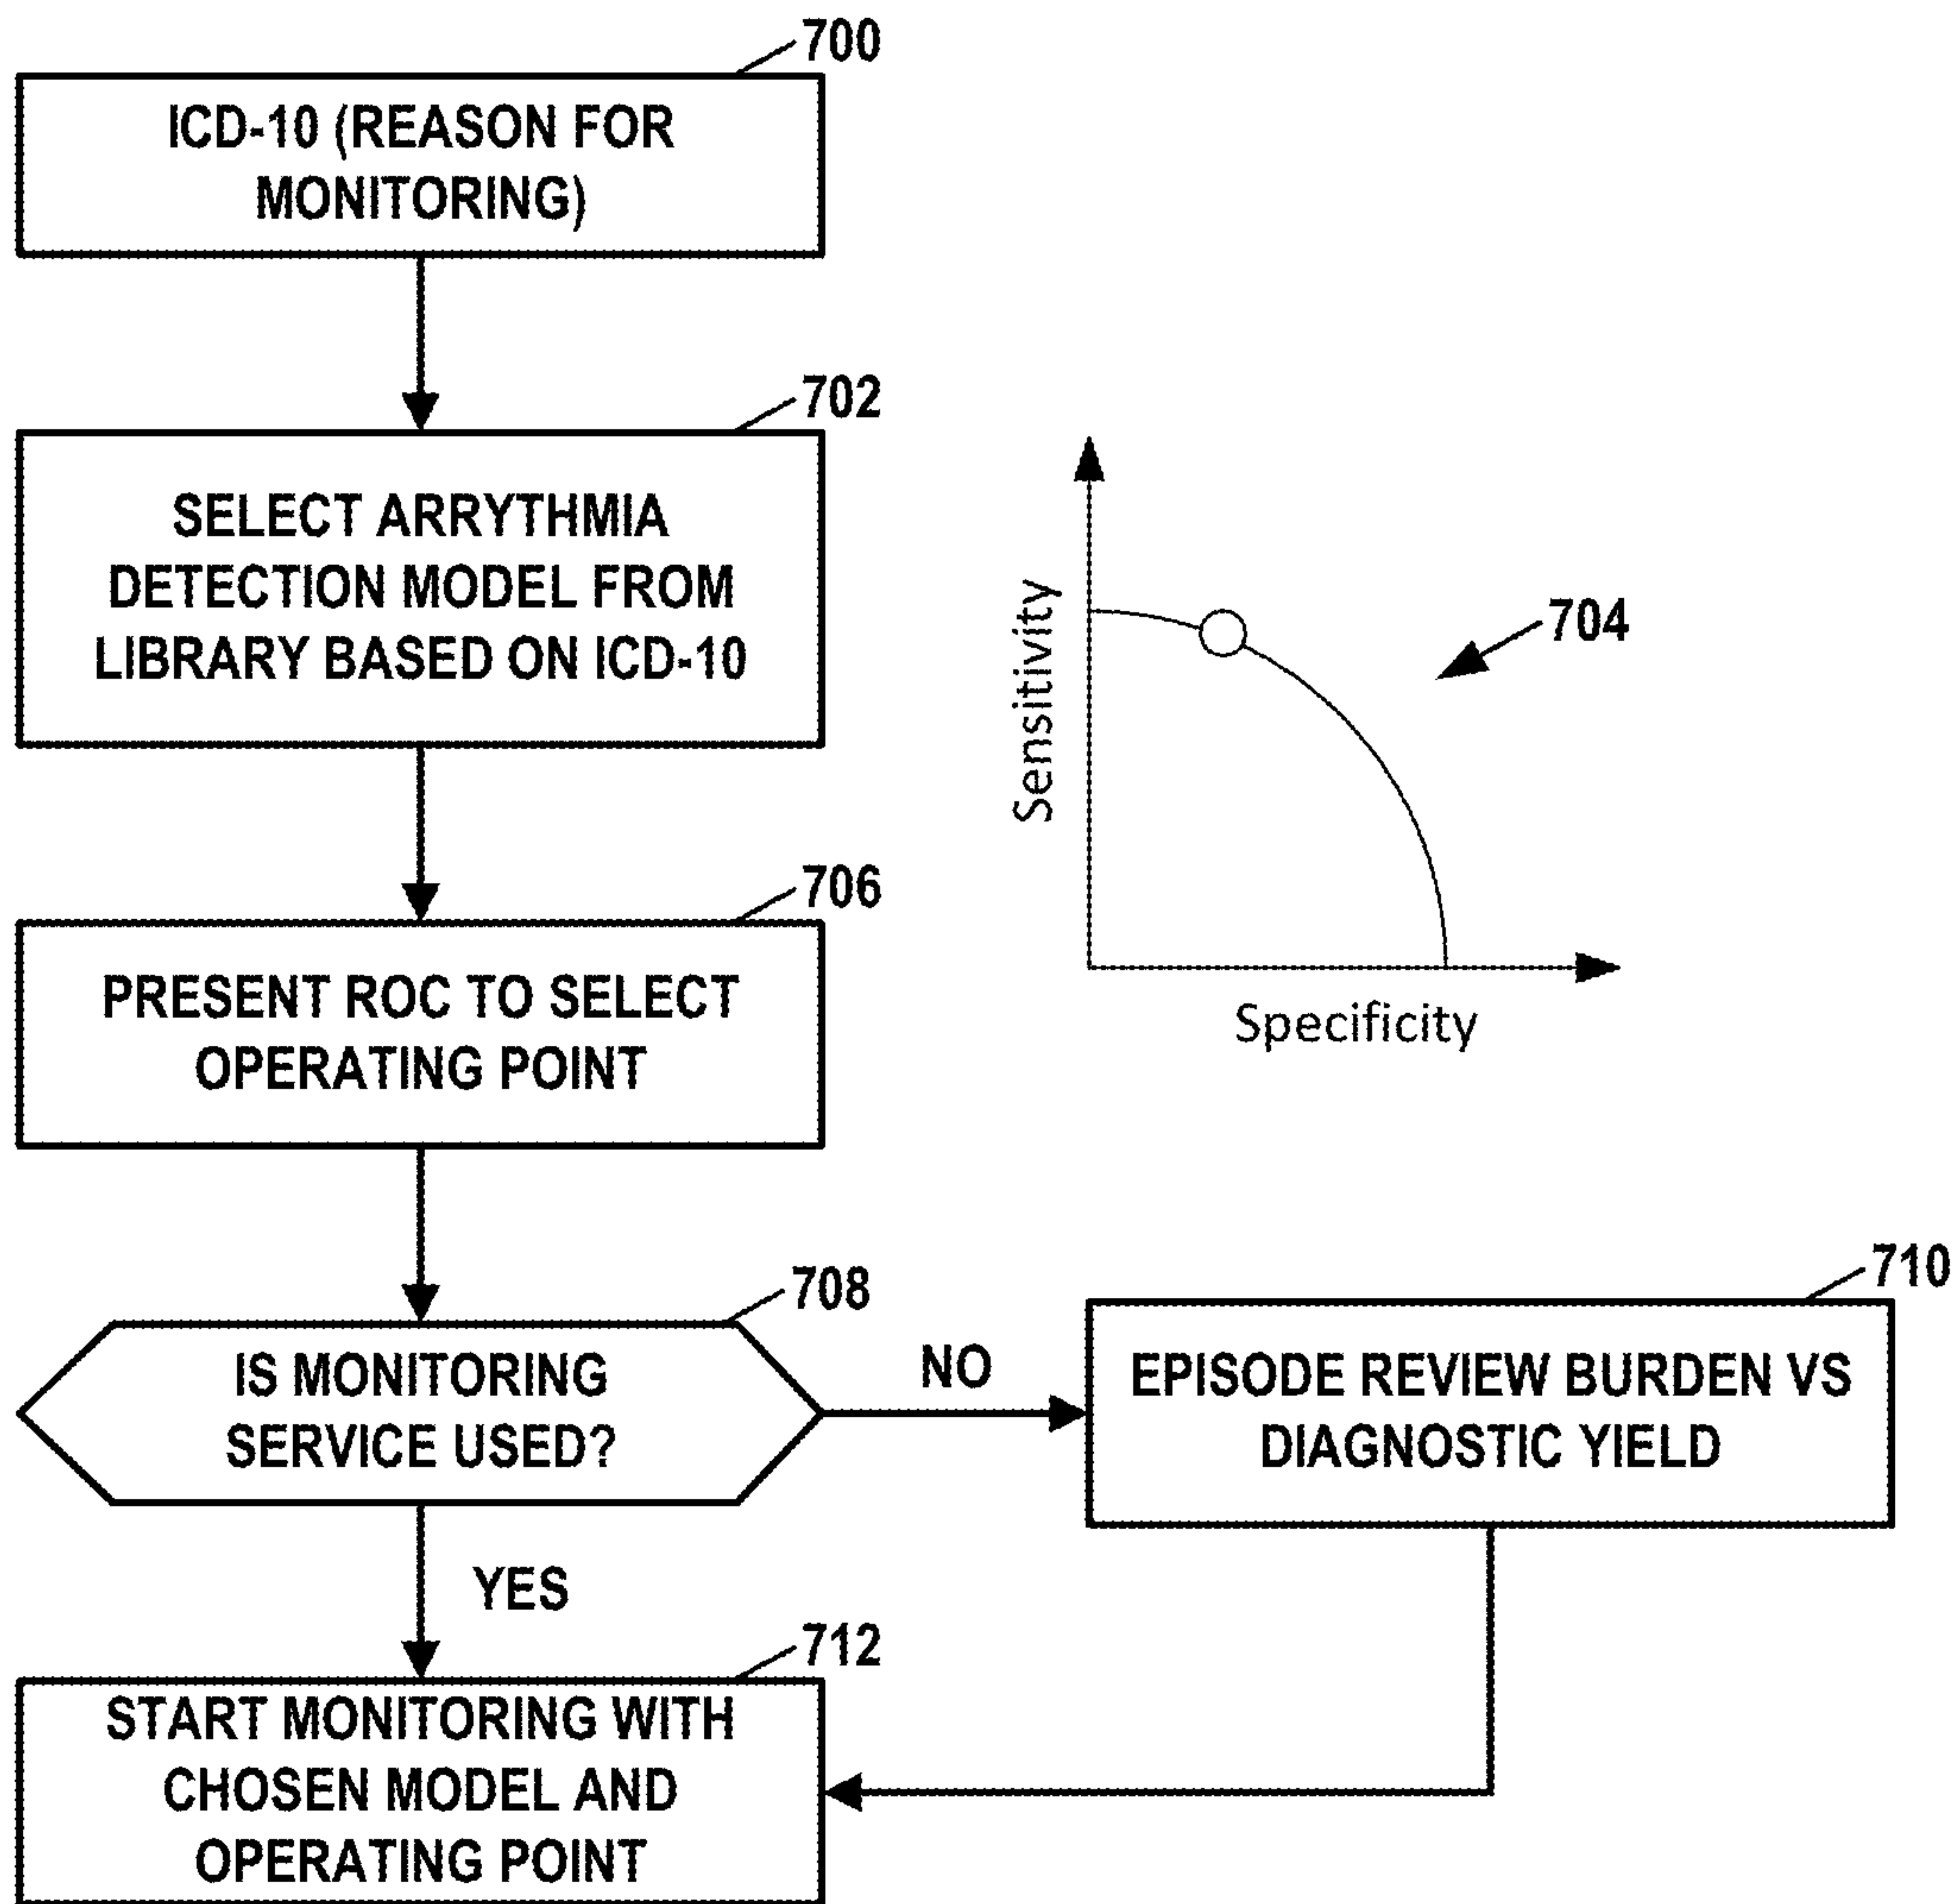 700
ICD-10 (REASON FOR
MONITORING)
702
SELECT ARRYTHMIA
DETECTION MODEL FROM
LIBRARY BASED ON ICD-10
704
Sensitivity
Specificity
706
PRESENT ROC TO SELECT
OPERATING POINT
708
IS MONITORING
SERVICE USED?
NO
710
EPISODE REVIEW BURDEN VS
DIAGNOSTIC YIELD
YES
712
START MONITORING WITH
CHOSEN MODEL AND
OPERATING POINT